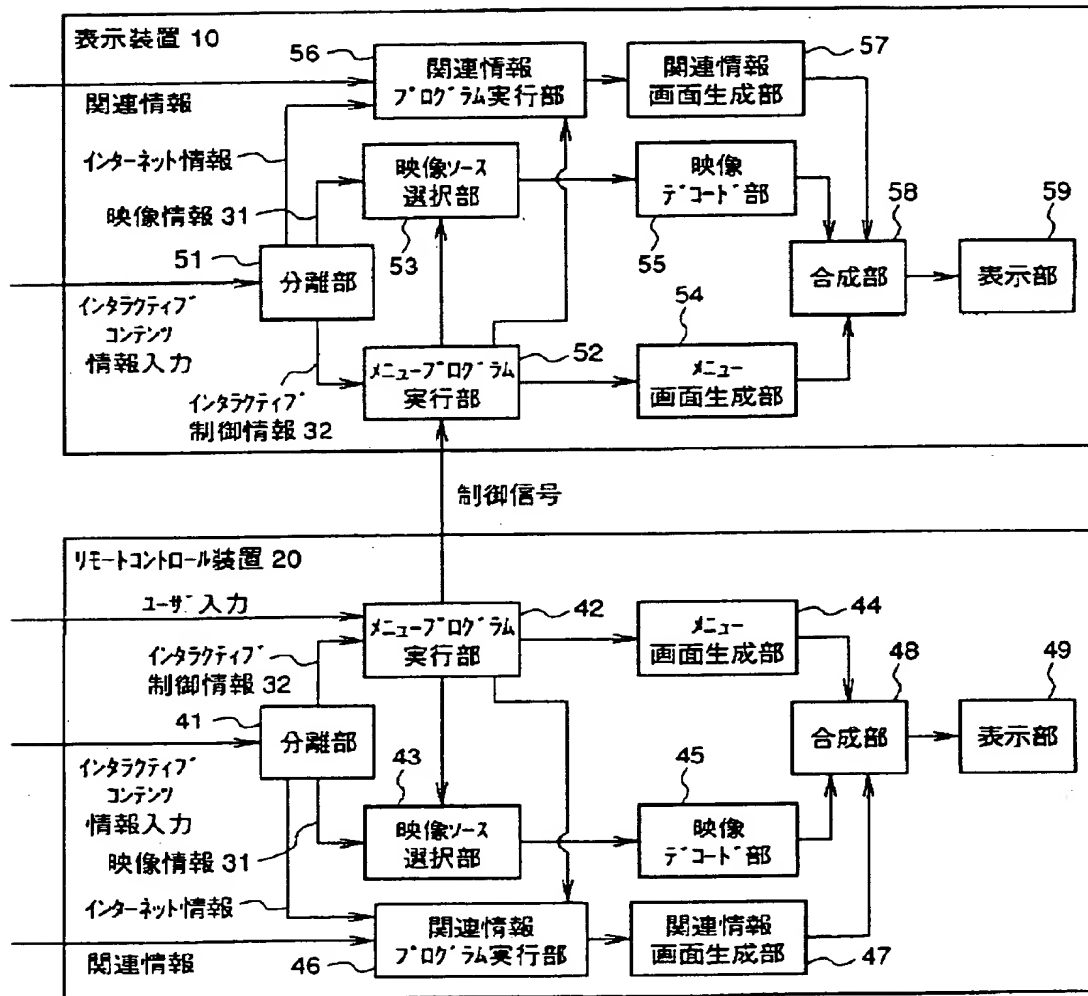 表示装置 10
56
関連情報
プログラム実行部
57
関連情報
画面生成部
関連情報
インターネット情報
映像情報 31
映像ソース
選択部
53
映像
デコード部
55
58
合成部
59
表示部
51
分離部
インタラクティブ
コンテンツ
情報入力
インタラクティブ
制御情報 32
メニュープログラム
実行部
52
54
メニュー
画面生成部
制御信号
リモートコントロール装置 20
ユーザ入力
メニュープログラム
実行部
42
メニュー
画面生成部
44
インタラクティブ
制御情報 32
41
分離部
48
合成部
49
表示部
インタラクティブ
コンテンツ
情報入力
43
映像ソース
選択部
45
映像
デコード部
映像情報 31
インターネット情報
関連情報
プログラム実行部
46
関連情報
画面生成部
47
関連情報